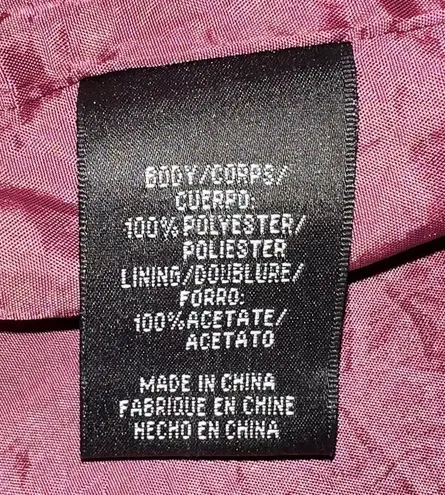 BODY/CORPS/
CUERPO:
100% POLYESTER/
POLIESTER
LINING/DOUBLURE/
FORRO:
100% ACETATE/
ACETATO
MADE IN CHINA
FABRIQUE EN CHINE
HECHO EN CHINA